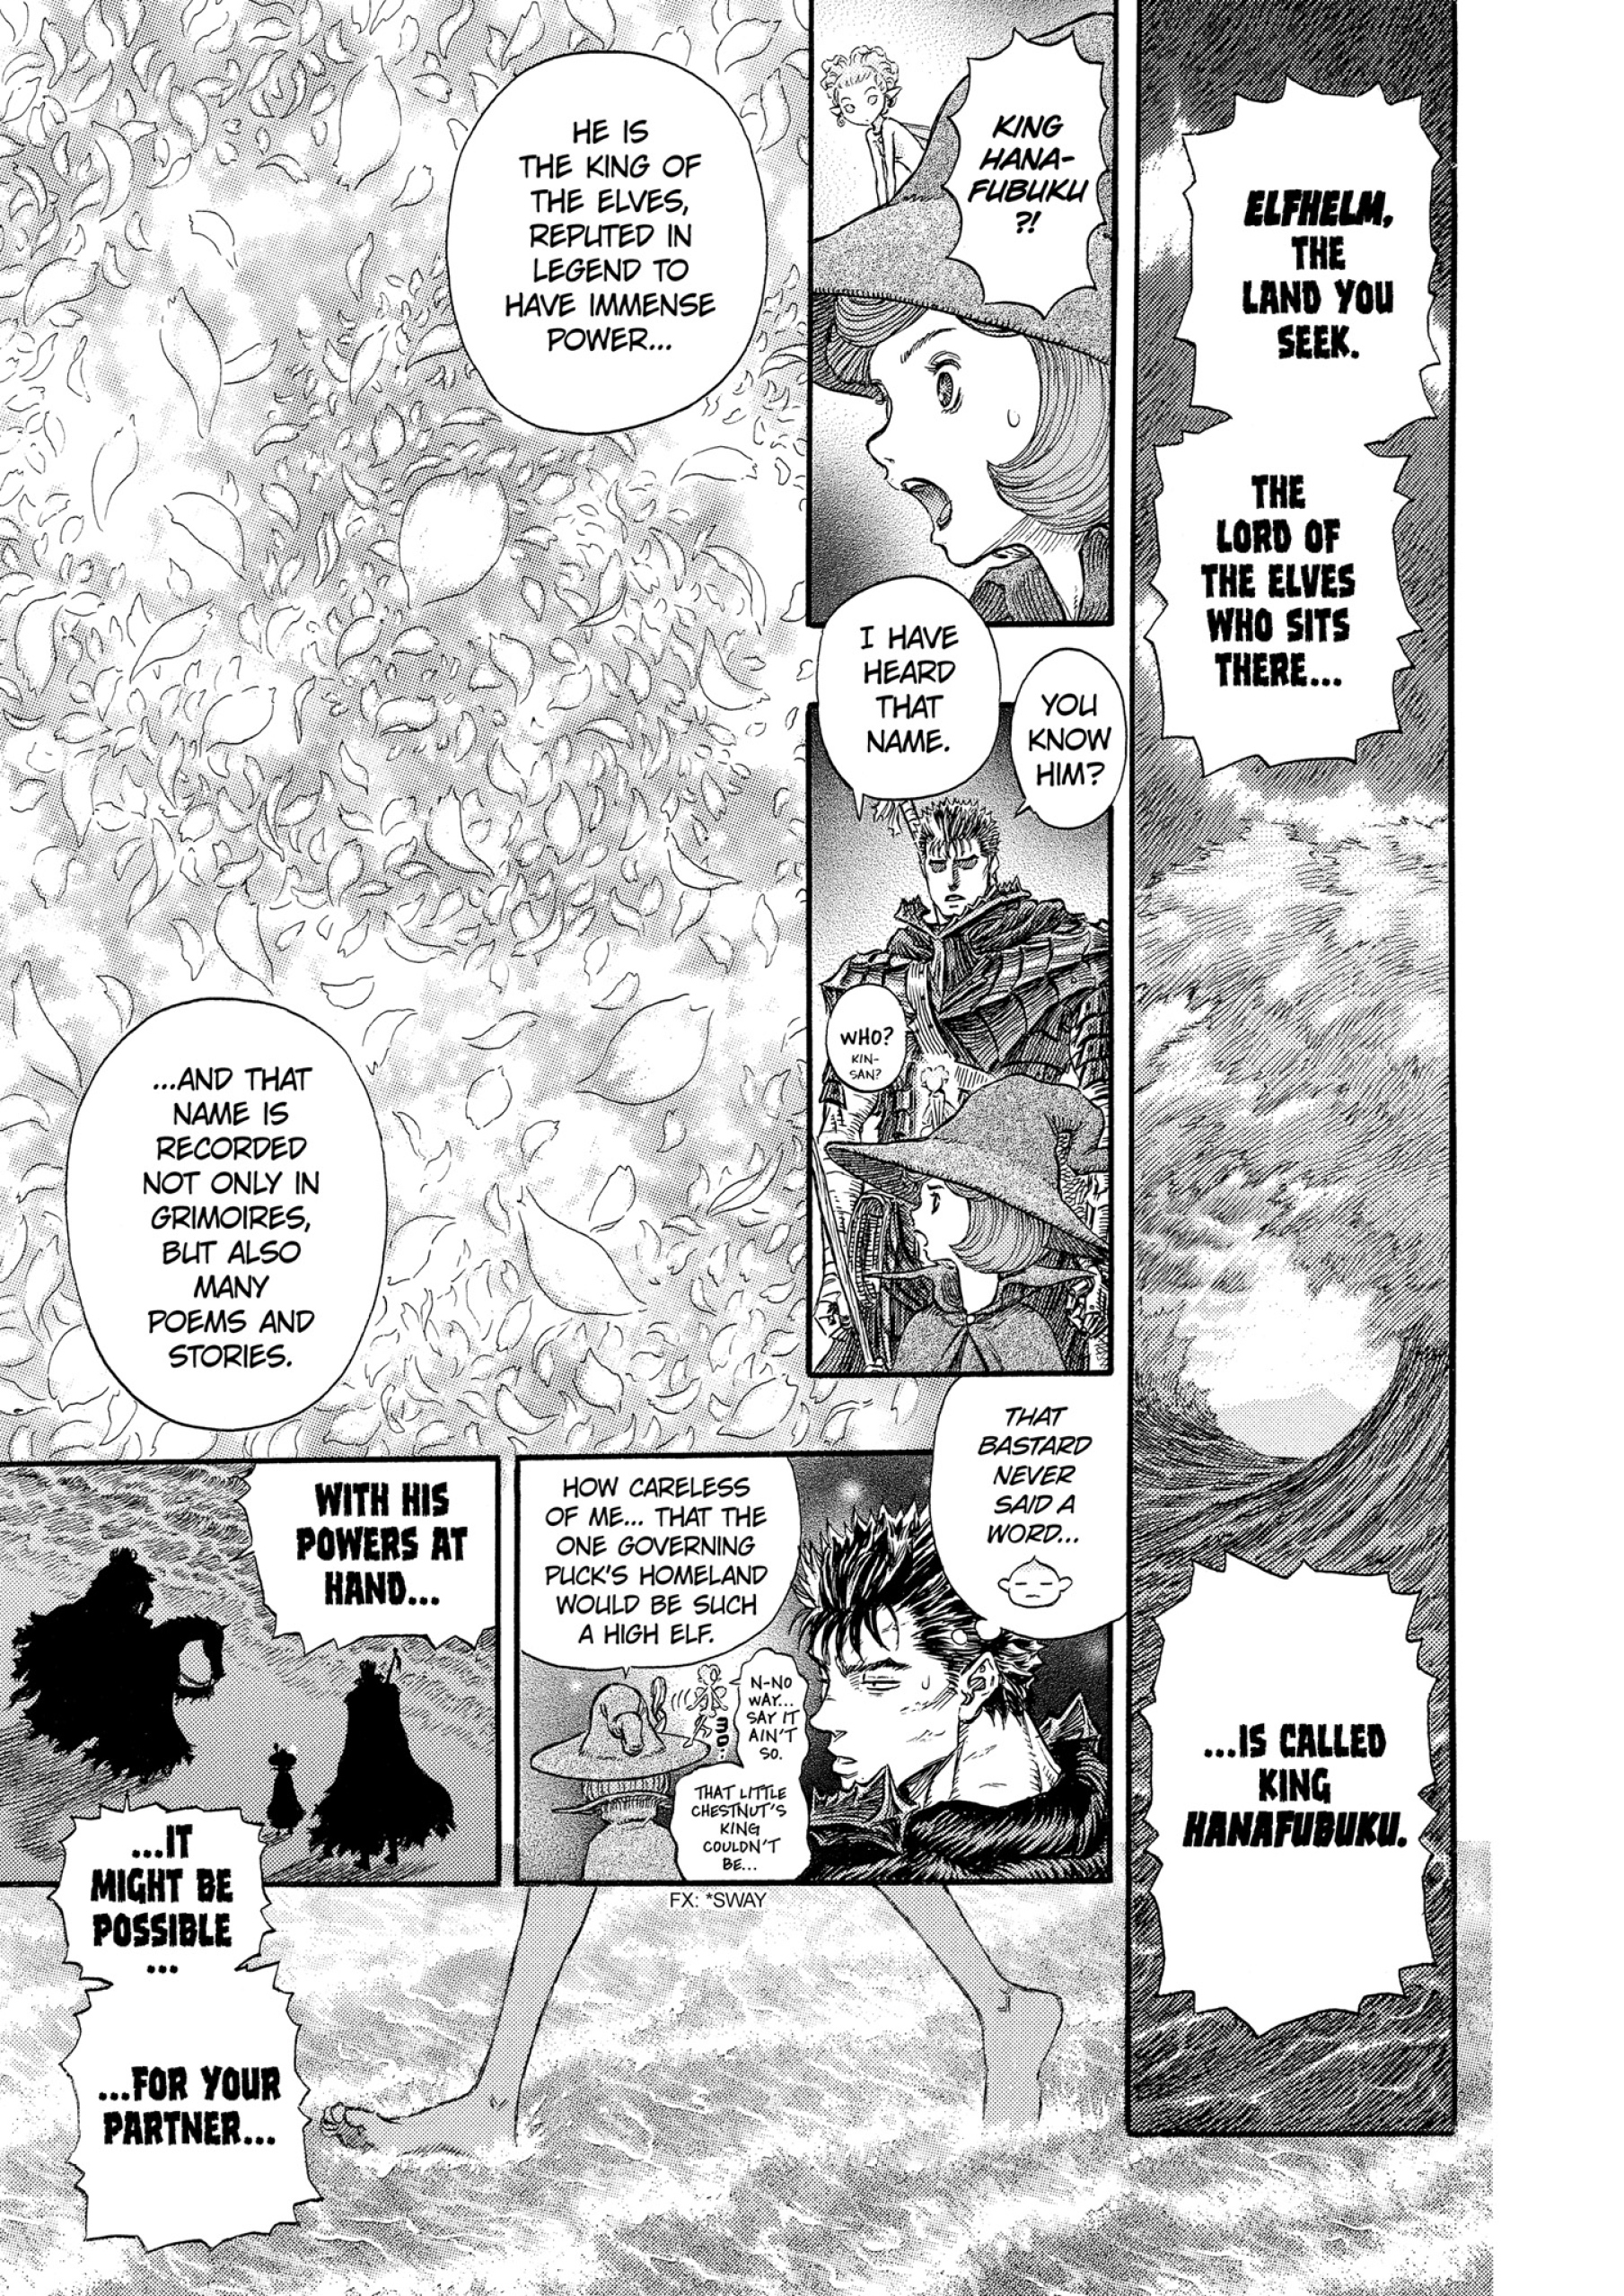 ELFHELM,
THE
LAND YOU
SEEK.
THE
LORD OF
THE ELVES
WHO SITS
THERE...
...IS CALLED
KING
HANAFUBUKU.
KING
HANA-
FUBUKU
?!
YOU
KNOW
HIM?
I HAVE
HEARD
THAT
NAME.
WHO?
KIN-
SAN?
HE IS
THE KING OF
THE ELVES,
REPUTED IN
LEGEND TO
HAVE IMMENSE
POWER...
...AND THAT
NAME IS
RECORDED
NOT ONLY IN
GRIMOIRES,
BUT ALSO
MANY
POEMS AND
STORIES.
THAT
BASTARD
NEVER
SAID A
WORD...
HOW CARELESS
OF ME... THAT THE
ONE GOVERNING
PUCK'S HOMELAND
WOULD BE SUCH
A HIGH ELF.
N-NO
WAY...
SAY IT
AIN'T
SO.
THAT LITTLE
CHESTNUT'S
KING
COULDN'T
BE...
FX: *SWAY
WITH HIS
POWERS AT
HAND...
...IT
MIGHT BE
POSSIBLE
...
...FOR YOUR
PARTNER...